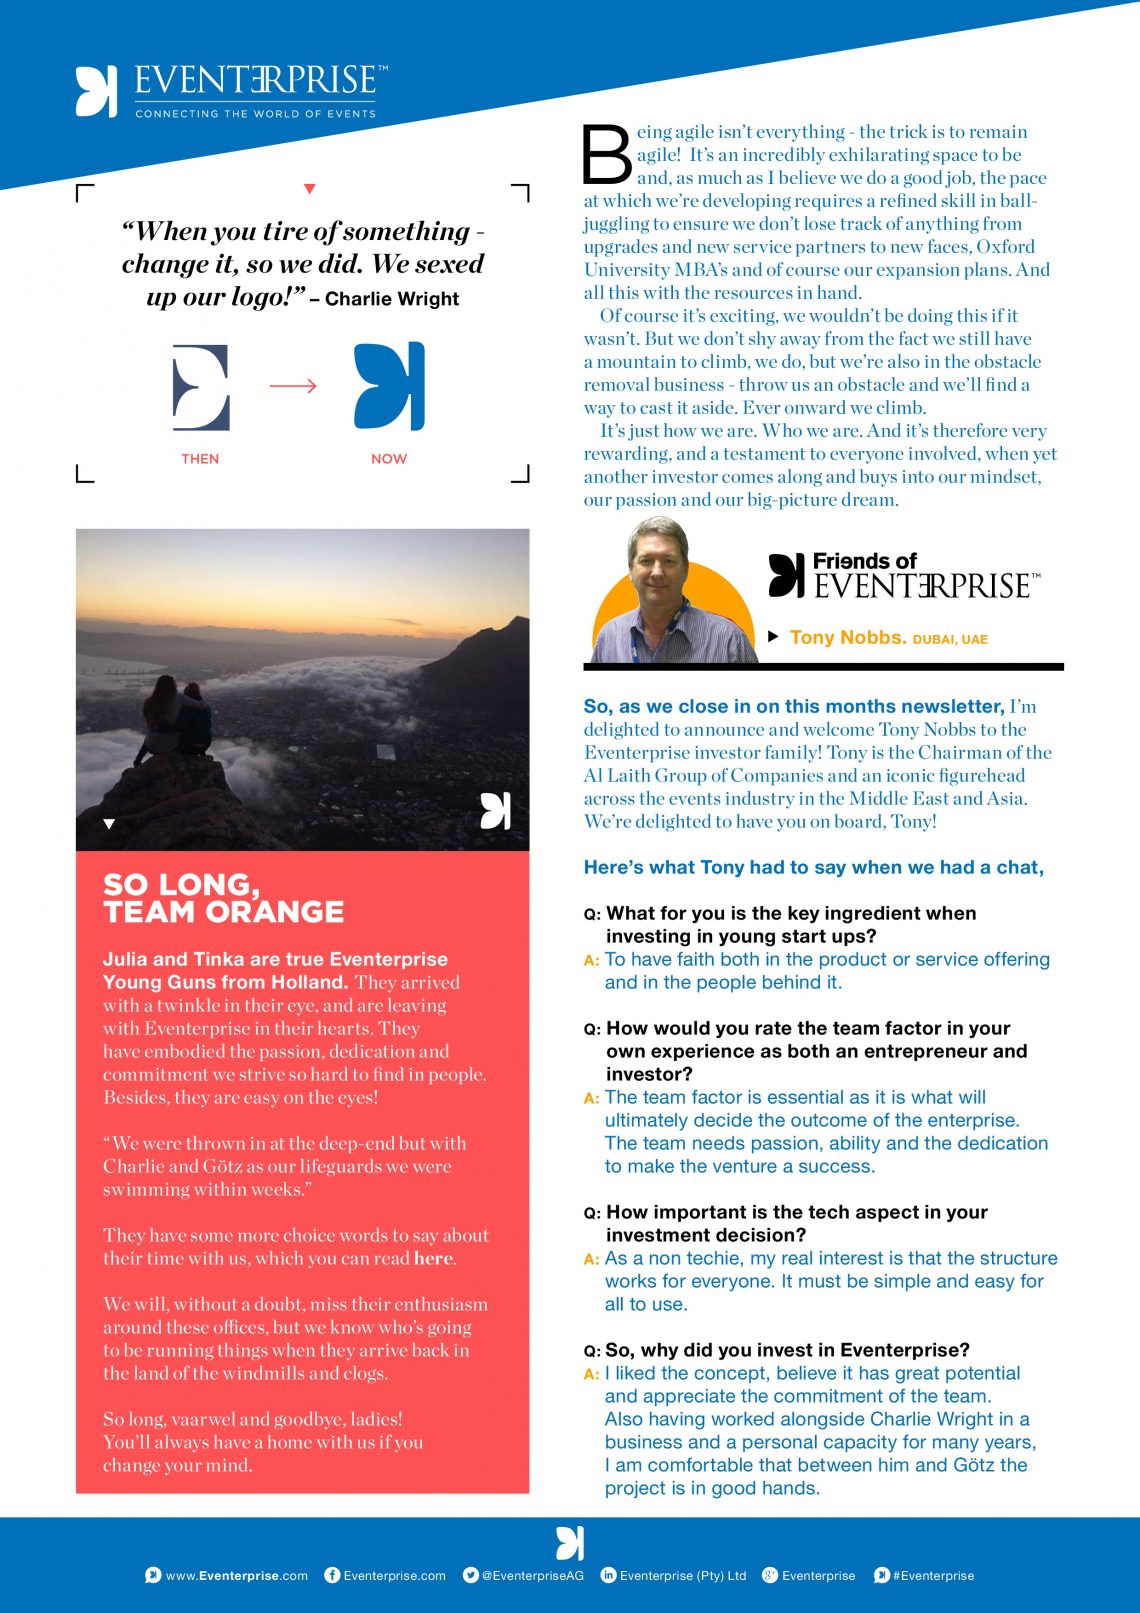 EVENTERPRISE™
CONNECTING THE WORLD OF EVENTS
“When you tire of something -
change it, so we did. We sexed
up our logo!” – Charlie Wright
THEN
NOW
SO LONG,
TEAM ORANGE
Julia and Tinka are true Eventerprise
Young Guns from Holland. They arrived
with a twinkle in their eye, and are leaving
with Eventerprise in their hearts. They
have embodied the passion, dedication and
commitment we strive so hard to find in people.
Besides, they are easy on the eyes!
“We were thrown in at the deep-end but with
Charlie and Götz as our lifeguards we were
swimming within weeks.”
They have some more choice words to say about
their time with us, which you can read here.
We will, without a doubt, miss their enthusiasm
around these offices, but we know who’s going
to be running things when they arrive back in
the land of the windmills and clogs.
So long, vaarwel and goodbye, ladies!
You’ll always have a home with us if you
change your mind.
Being agile isn’t everything - the trick is to remain
agile! It’s an incredibly exhilarating space to be
and, as much as I believe we do a good job, the pace
at which we’re developing requires a refined skill in ball-
juggling to ensure we don’t lose track of anything from
upgrades and new service partners to new faces, Oxford
University MBA’s and of course our expansion plans. And
all this with the resources in hand.
Of course it’s exciting, we wouldn’t be doing this if it
wasn’t. But we don’t shy away from the fact we still have
a mountain to climb, we do, but we’re also in the obstacle
removal business - throw us an obstacle and we’ll find a
way to cast it aside. Ever onward we climb.
It’s just how we are. Who we are. And it’s therefore very
rewarding, and a testament to everyone involved, when yet
another investor comes along and buys into our mindset,
our passion and our big-picture dream.
Friends of
EVENTERPRISE™
Tony Nobbs. DUBAI, UAE
So, as we close in on this months newsletter, I’m
delighted to announce and welcome Tony Nobbs to the
Eventerprise investor family! Tony is the Chairman of the
Al Laith Group of Companies and an iconic figurehead
across the events industry in the Middle East and Asia.
We’re delighted to have you on board, Tony!
Here’s what Tony had to say when we had a chat,
Q: What for you is the key ingredient when
investing in young start ups?
A: To have faith both in the product or service offering
and in the people behind it.
Q: How would you rate the team factor in your
own experience as both an entrepreneur and
investor?
A: The team factor is essential as it is what will
ultimately decide the outcome of the enterprise.
The team needs passion, ability and the dedication
to make the venture a success.
Q: How important is the tech aspect in your
investment decision?
A: As a non techie, my real interest is that the structure
works for everyone. It must be simple and easy for
all to use.
Q: So, why did you invest in Eventerprise?
A: I liked the concept, believe it has great potential
and appreciate the commitment of the team.
Also having worked alongside Charlie Wright in a
business and a personal capacity for many years,
I am comfortable that between him and Götz the
project is in good hands.
www.Eventerprise.com Eventerprise.com @EventerpriseAG Eventerprise (Pty) Ltd Eventerprise #Eventerprise